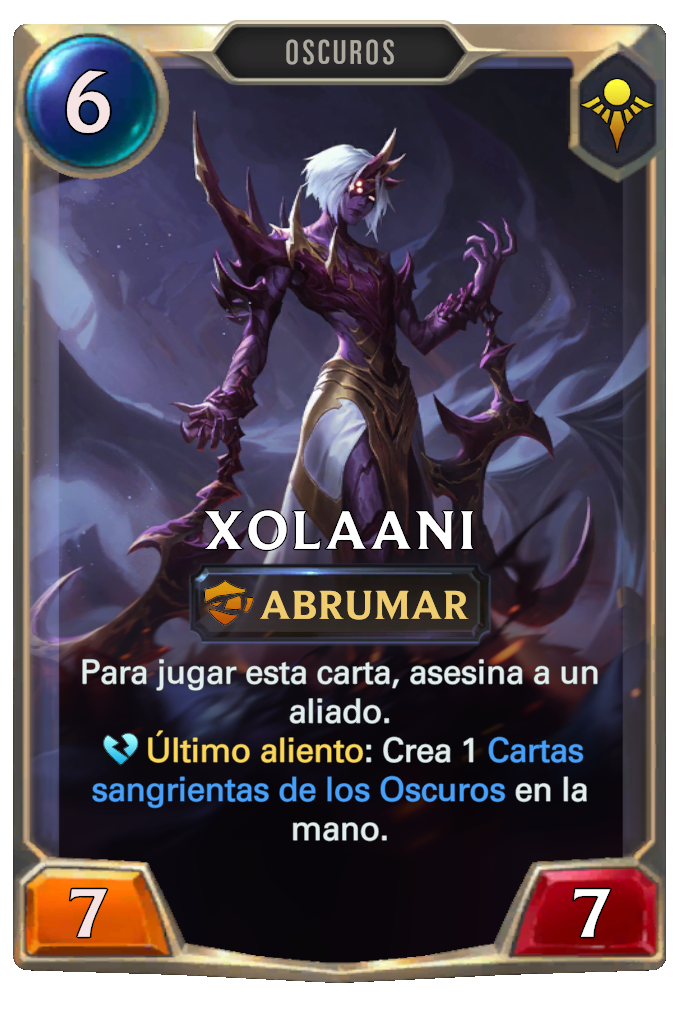 6
OSCUROS
XOLAANI
ABRUMAR
Para jugar esta carta, asesina a un
aliado.
Último aliento: Crea 1 Cartas
sangrientas de los Oscuros en la
mano.
7
7